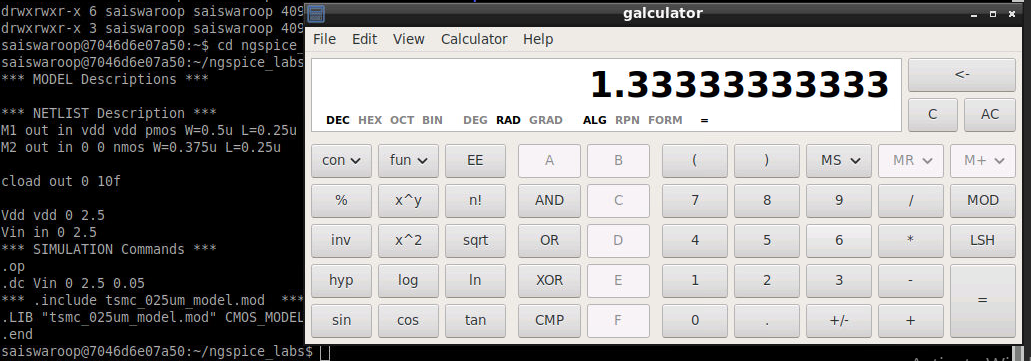 drwxrwxr-x 6 saiswaroop saiswaroop 409
drwxrwxr-x 3 saiswaroop saiswaroop 409
saiswaroop@7046d6e07a50:~$ cd ngspice_
saiswaroop@7046d6e07a50:~/ngspice_labs
*** MODEL Descriptions ***
*** NETLIST Description ***
M1 out in vdd vdd pmos W=0.5u L=0.25u
M2 out in 0 0 nmos W=0.375u L=0.25u
cload out 0 10f
Vdd vdd 0 2.5
Vin in 0 2.5
*** SIMULATION Commands ***
.op
.dc Vin 0 2.5 0.05
*** .include tsmc_025um_model.mod ***
.LIB "tsmc_025um_model.mod" CMOS_MODEL
.end
saiswaroop@7046d6e07a50:~/ngspice_labs$
galculator
File Edit View Calculator Help
1.33333333333
DEC HEX OCT BIN DEG RAD GRAD ALG RPN FORM =
<-
C AC
con fun EE A B ( ) MS MR M+
% x^y n! AND C 7 8 9 / MOD
inv x^2 sqrt OR D 4 5 6 * LSH
hyp log ln XOR E 1 2 3 - =
sin cos tan CMP F 0 . +/- +